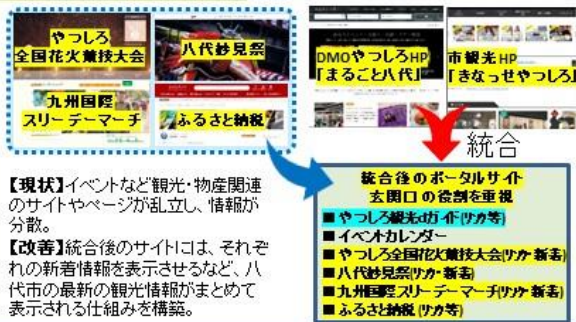 やつしろ
全国花火競技大会
八代妙見祭
九州国際
スリーデーマーチ
ふるさと納税
DMOやつしろHP
「まるごと八代」
市観光HP
「きなっせやつしろ」
統合
【現状】イベントなど観光・物産関連
のサイトやページが乱立し、情報が
分散。
【改善】統合後のサイトには、それぞ
れの新着情報を表示させるなど、八
代市の最新の観光情報がまとめて
表示される仕組みを構築。
統合後のポータルサイト
玄関口の役割を重視
■やつしろ観光dガイド(リンク等)
■イベントカレンダー
■やつしろ全国花火競技大会(リンク・新着)
■八代妙見祭(リンク・新着)
■九州国際スリーデーマーチ(リンク・新着)
■ふるさと納税(リンク等)